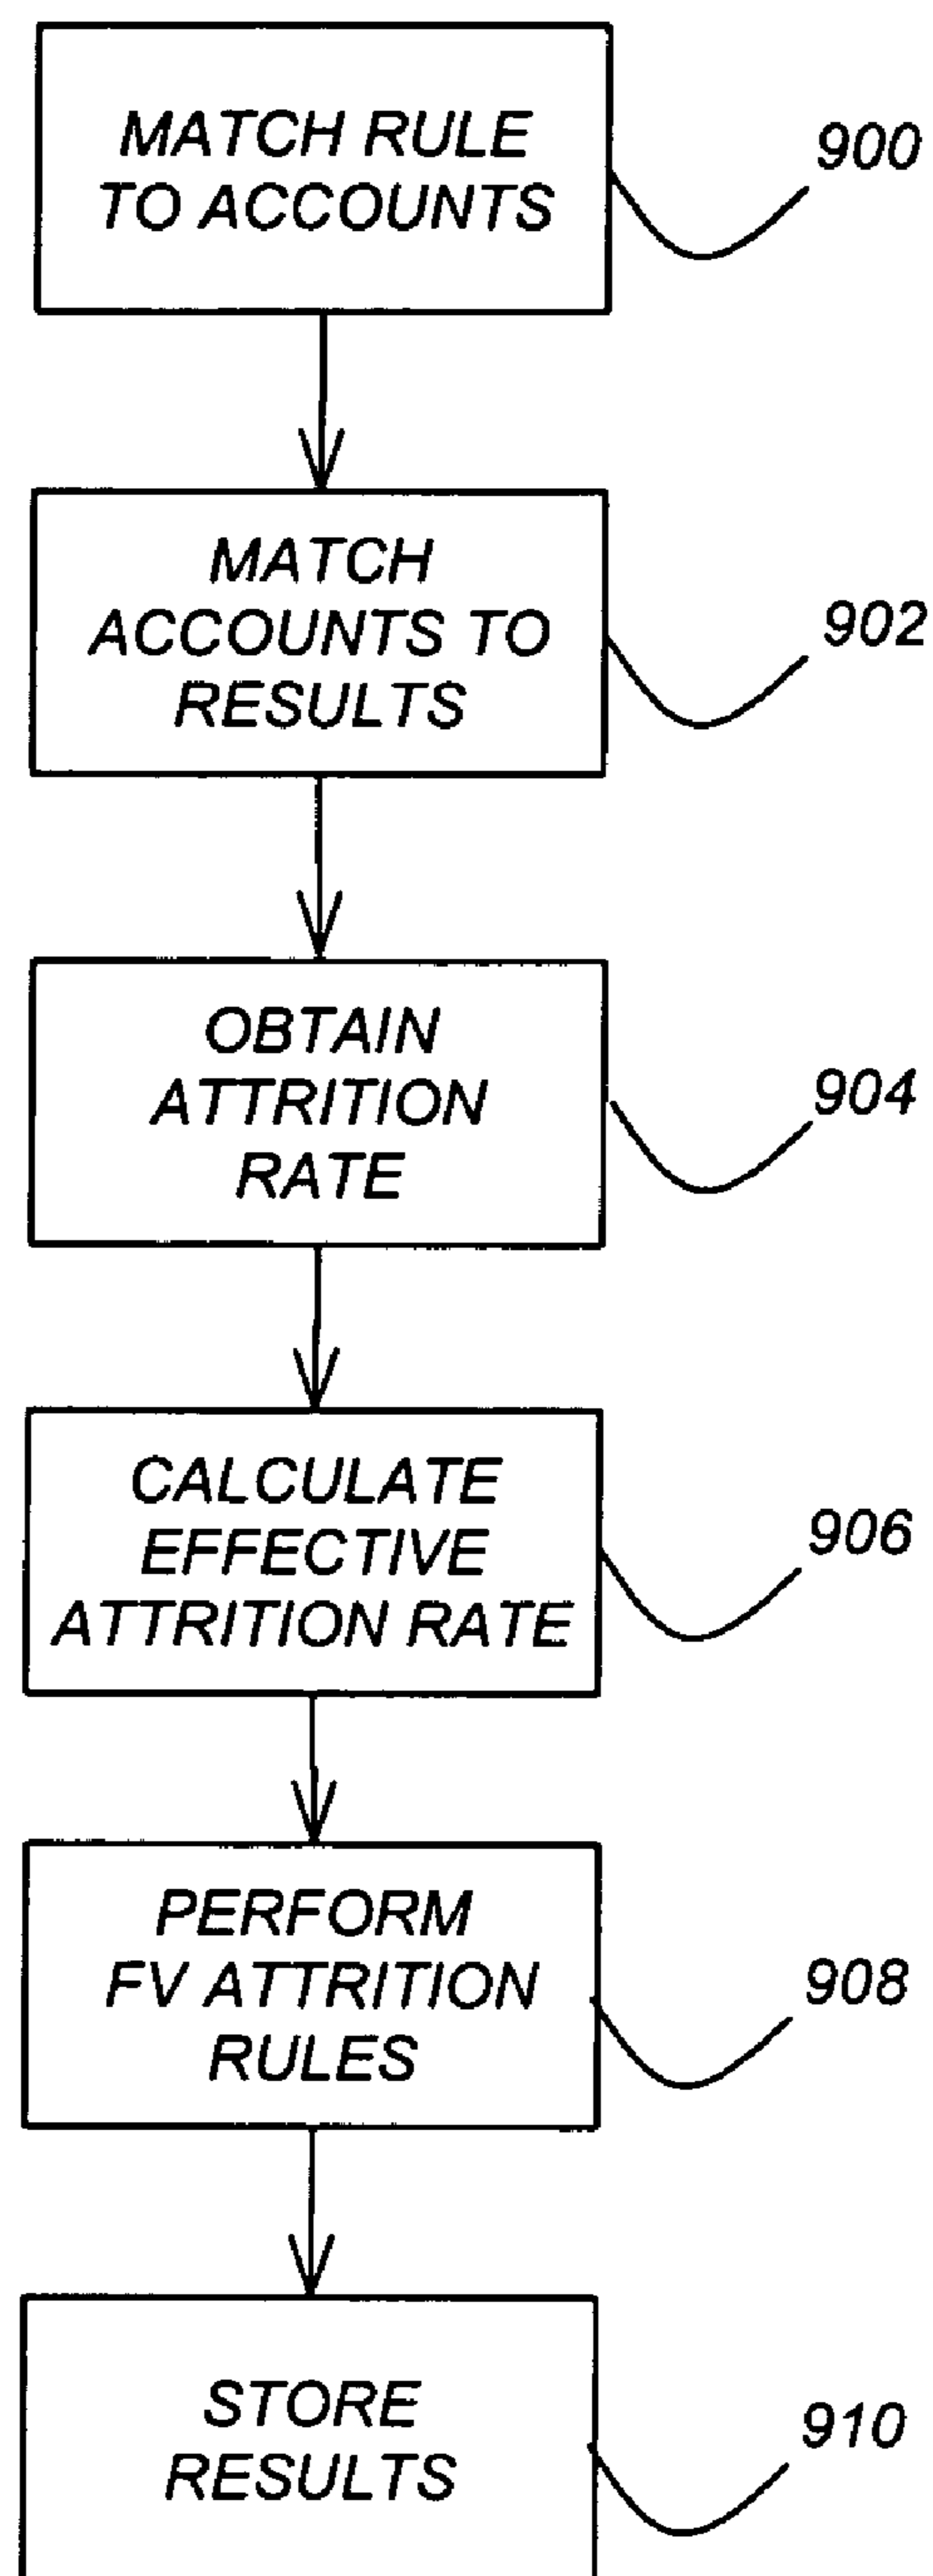 MATCH RULE
TO ACCOUNTS
900
MATCH
ACCOUNTS TO
RESULTS
902
OBTAIN
ATTRITION
RATE
904
CALCULATE
EFFECTIVE
ATTRITION RATE
906
PERFORM
FV ATTRITION
RULES
908
STORE
RESULTS
910